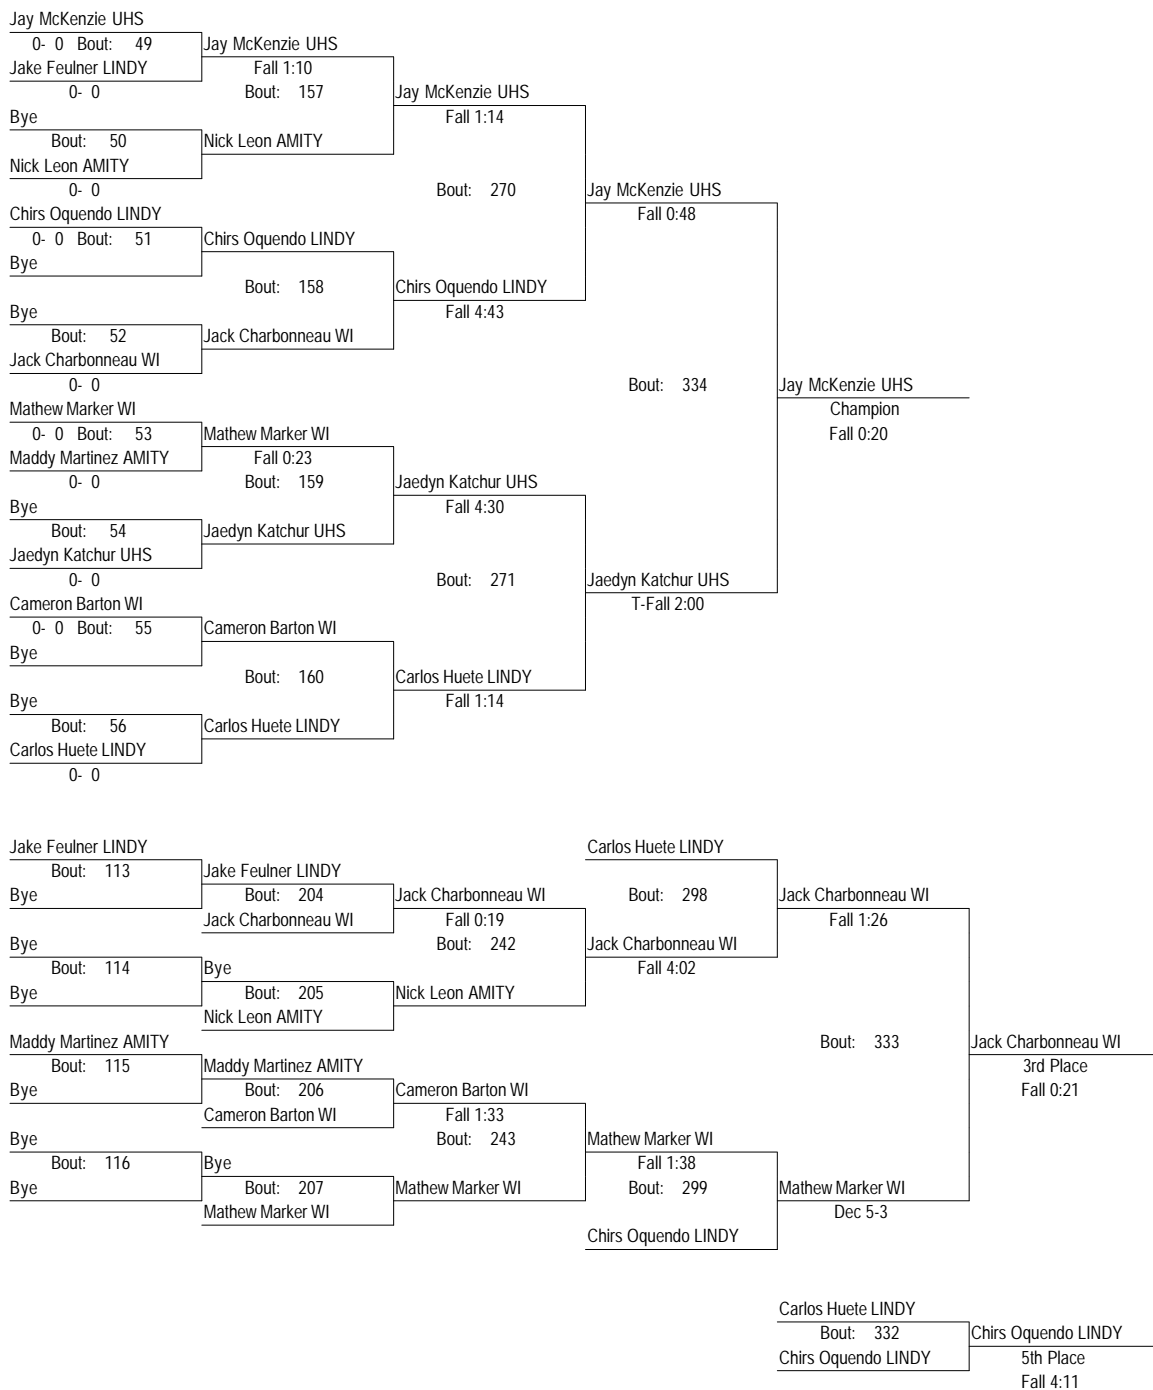 Jay McKenzie UHS
0- 0 Bout: 49 Jay McKenzie UHS
Jake Feulner LINDY Fall 1:10
0- 0 Bout: 157 Jay McKenzie UHS
Bye Fall 1:14
Bout: 50 Nick Leon AMITY
Nick Leon AMITY
0- 0 Bout: 270 Jay McKenzie UHS
Chirs Oquendo LINDY Fall 0:48
0- 0 Bout: 51 Chirs Oquendo LINDY
Bye
Bout: 158 Chirs Oquendo LINDY
Bye Fall 4:43
Bout: 52 Jack Charbonneau WI
Jack Charbonneau WI
0- 0 Bout: 334 Jay McKenzie UHS
Mathew Marker WI Champion
0- 0 Bout: 53 Mathew Marker WI Fall 0:20
Maddy Martinez AMITY Fall 0:23
0- 0 Bout: 159 Jaedyn Katchur UHS
Bye Fall 4:30
Bout: 54 Jaedyn Katchur UHS
Jaedyn Katchur UHS
0- 0 Bout: 271 Jaedyn Katchur UHS
Cameron Barton WI T-Fall 2:00
0- 0 Bout: 55 Cameron Barton WI
Bye
Bout: 160 Carlos Huete LINDY
Bye Fall 1:14
Bout: 56 Carlos Huete LINDY
Carlos Huete LINDY
0- 0
Jake Feulner LINDY Carlos Huete LINDY
Bout: 113 Jake Feulner LINDY
Bye Bout: 204 Jack Charbonneau WI Bout: 298 Jack Charbonneau WI
Jack Charbonneau WI Fall 0:19 Fall 1:26
Bye Bout: 242 Jack Charbonneau WI
Bout: 114 Bye Fall 4:02
Bye Bout: 205 Nick Leon AMITY
Nick Leon AMITY
Maddy Martinez AMITY Bout: 333 Jack Charbonneau WI
Bout: 115 Maddy Martinez AMITY 3rd Place
Bye Bout: 206 Cameron Barton WI Fall 0:21
Cameron Barton WI Fall 1:33
Bye Bout: 243 Mathew Marker WI
Bout: 116 Bye Fall 1:38
Bye Bout: 207 Mathew Marker WI Bout: 299 Mathew Marker WI
Mathew Marker WI Dec 5-3
Chirs Oquendo LINDY
Carlos Huete LINDY
Bout: 332 Chirs Oquendo LINDY
Chirs Oquendo LINDY 5th Place
Fall 4:11